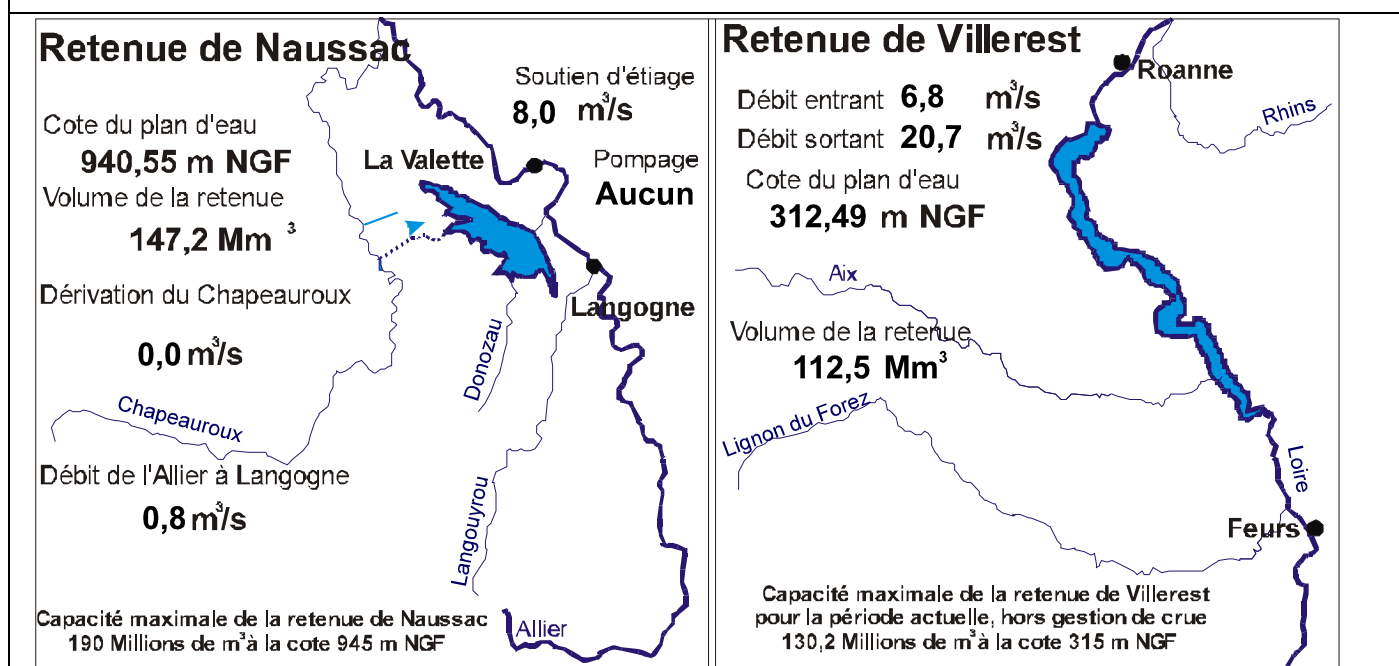 Retenue de Naussac
Soutien d'étiage
8,0 m³/s
Cote du plan d'eau
940,55 m NGF
La Valette
Pompage
Aucun
Volume de la retenue
147,2 Mm³
Dérivation du Chapeauroux
0,0 m³/s
Langogne
Donozau
Chapeauroux
Débit de l'Allier à Langogne
0,8 m³/s
Langouyrou
Allier
Capacité maximale de la retenue de Naussac
190 Millions de m³ à la cote 945 m NGF
Retenue de Villerest
Roanne
Débit entrant 6,8 m³/s
Débit sortant 20,7 m³/s
Rhins
Cote du plan d'eau
312,49 m NGF
Aix
Volume de la retenue
112,5 Mm³
Lignon du Forez
Loire
Feurs
Capacité maximale de la retenue de Villerest
pour la période actuelle, hors gestion de crue
130,2 Millions de m³ à la cote 315 m NGF